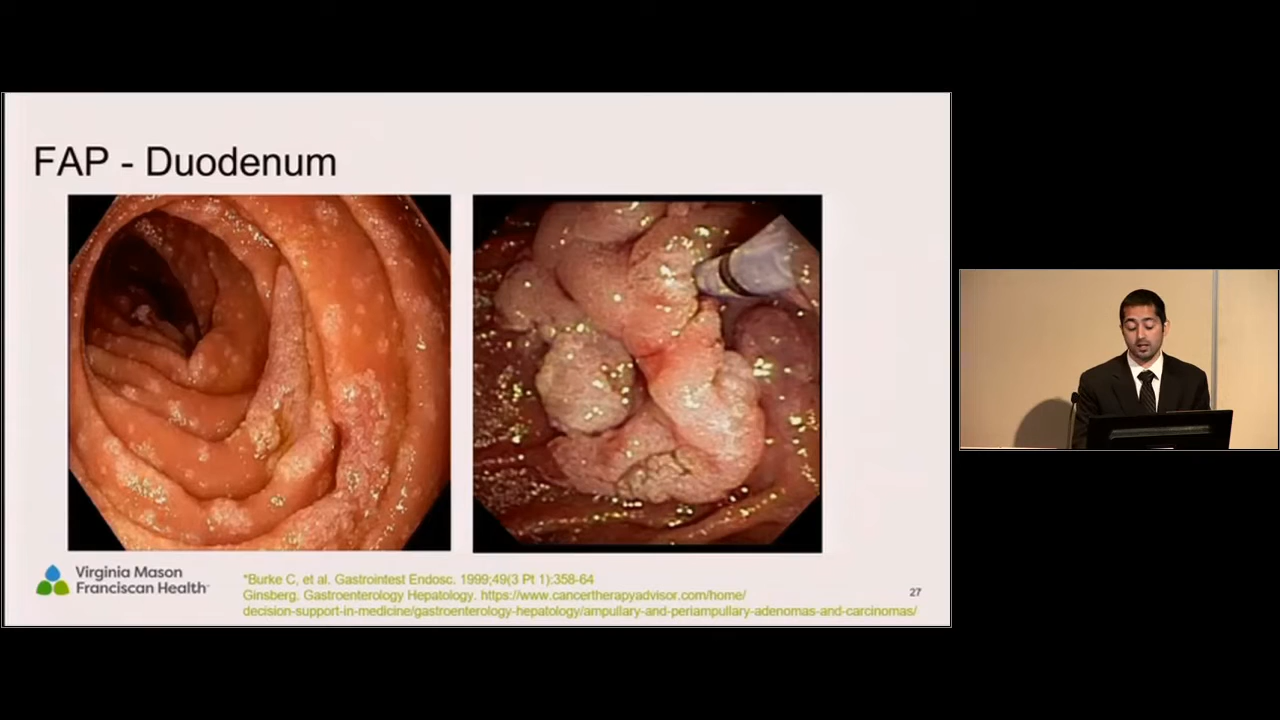 FAP - Duodenum
Virginia Mason
Franciscan Health
*Burke C, et al. Gastrointest Endosc. 1999;49(3 Pt 1):358-64
Ginsberg. Gastroenterology Hepatology. https://www.cancertherapyadvisor.com/home/
decision-support-in-medicine/gastroenterology-hepatology/ampullary-and-periampullary-adenomas-and-carcinomas/
27